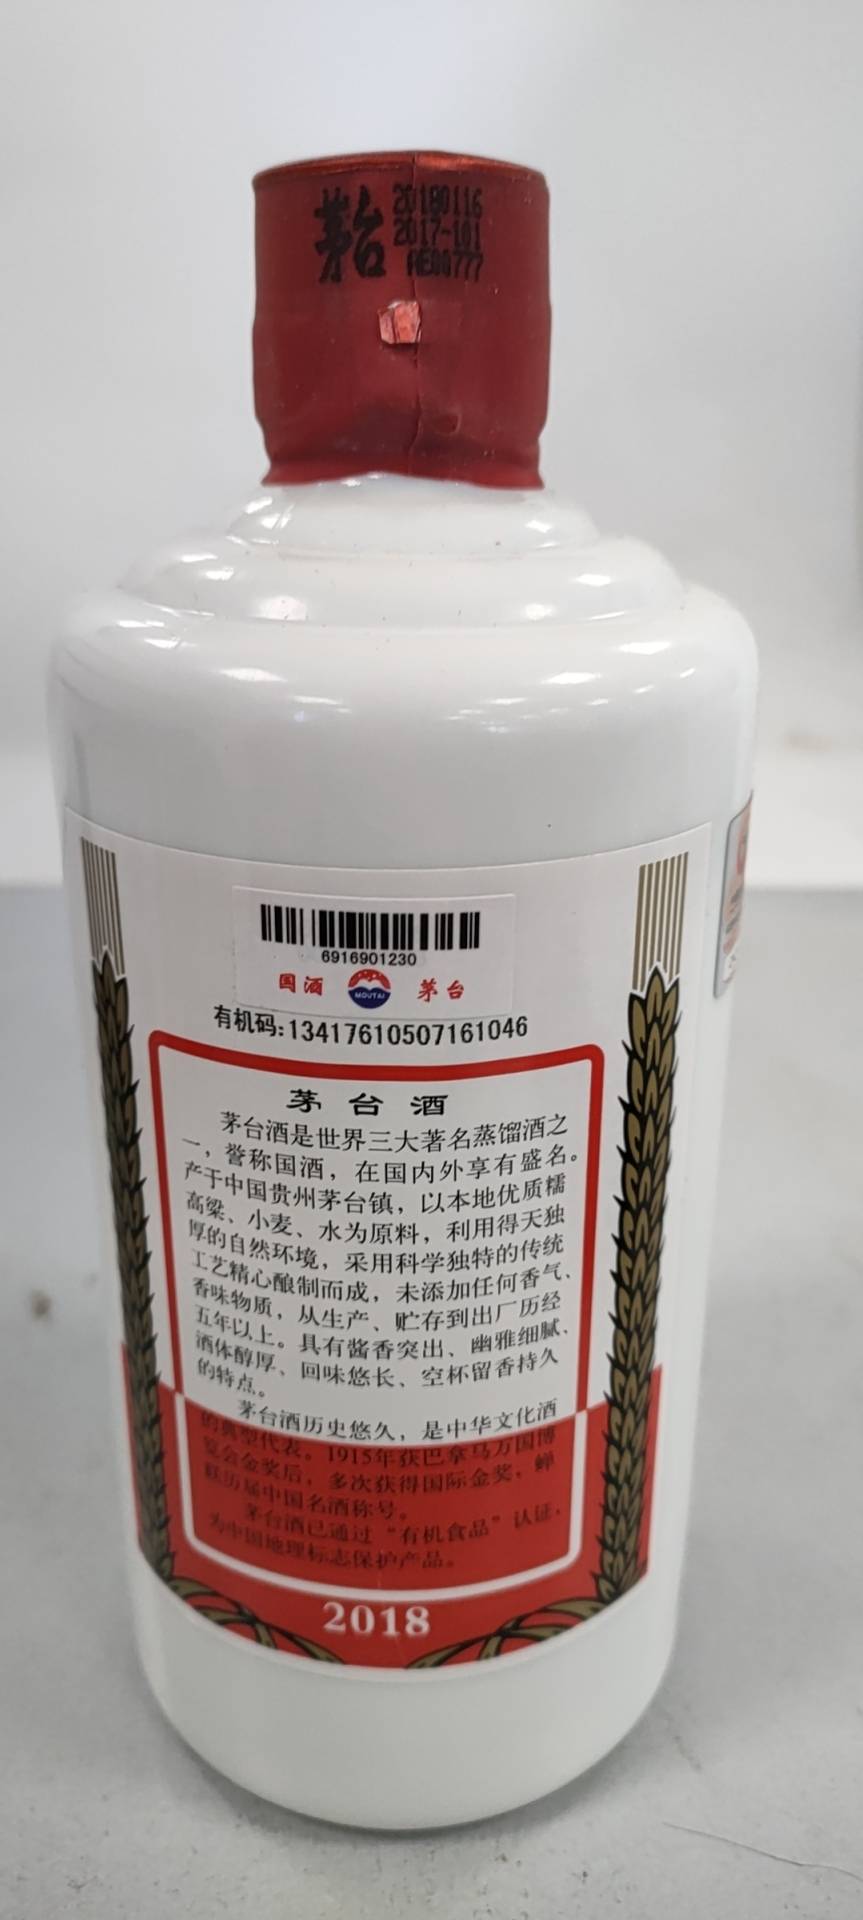 茅台
20180116
2017-101
AE00777
6916901230
国酒
MOUTAI
茅台
有机码:13417610507161046
茅台酒
茅台酒是世界三大著名蒸馏酒之
一，誉称国酒，在国内外享有盛名。
产于中国贵州茅台镇，以本地优质糯
高粱、小麦、水为原料，利用得天独
厚的自然环境，采用科学独特的传统
工艺精心酿制而成，未添加任何香气、
香味物质，从生产、贮存到出厂历经
五年以上。具有酱香突出、幽雅细腻、
酒体醇厚、回味悠长、空杯留香持久
的特点。
茅台酒历史悠久，是中华文化酒
的典型代表。1915年获巴拿马万国博
览会金奖后，多次获得国际金奖，蝉
联历届中国名酒称号。
茅台酒已通过“有机食品”认证，
为中国地理标志保护产品。
2018